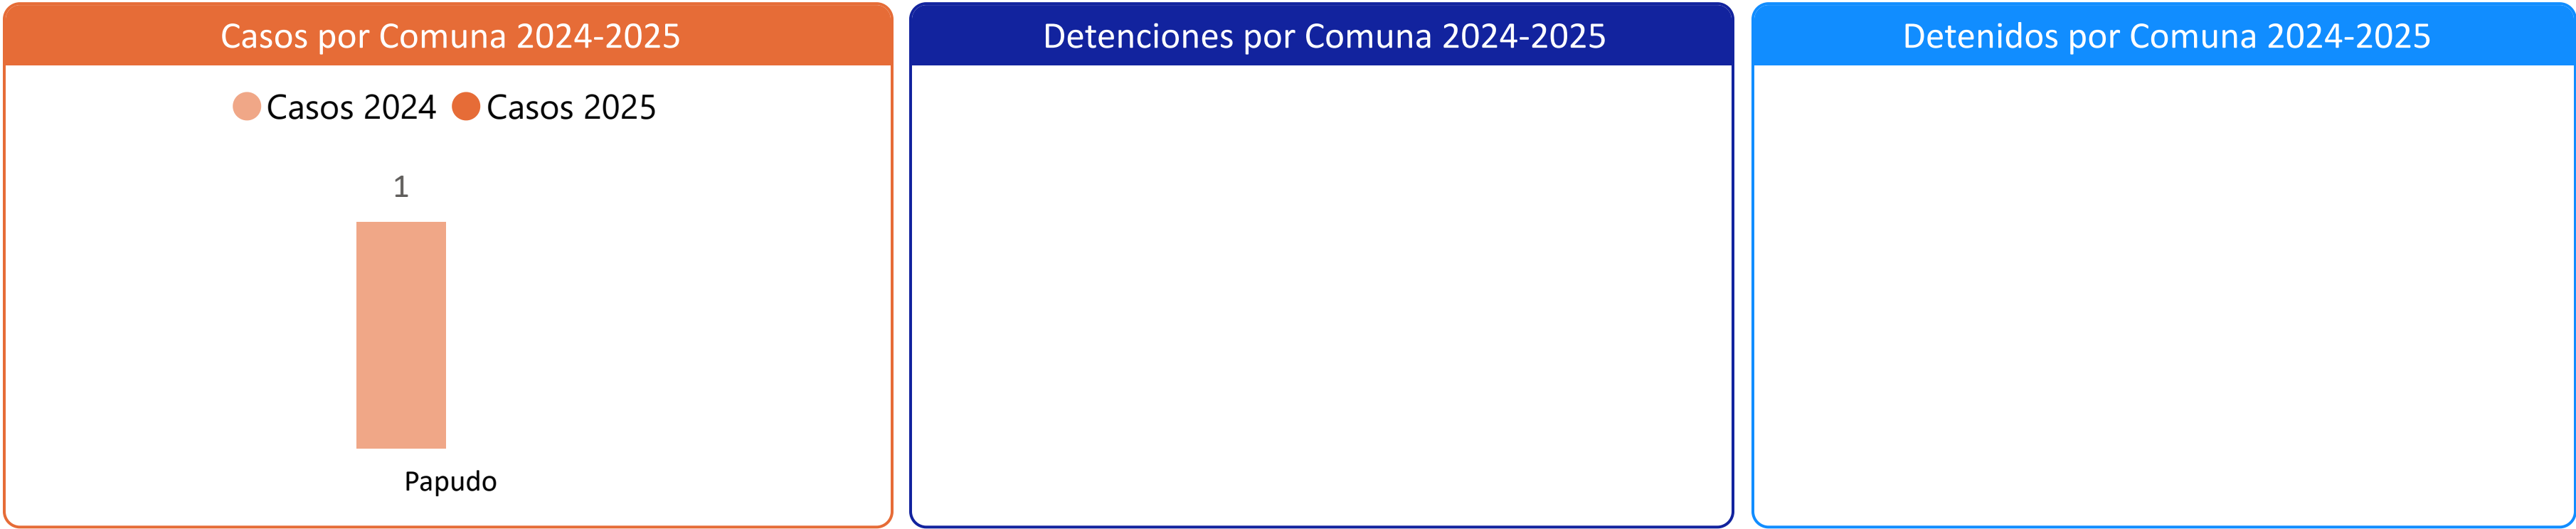 Casos por Comuna 2024-2025
Casos 2024 Casos 2025
1
Papudo
Detenciones por Comuna 2024-2025
Detenidos por Comuna 2024-2025